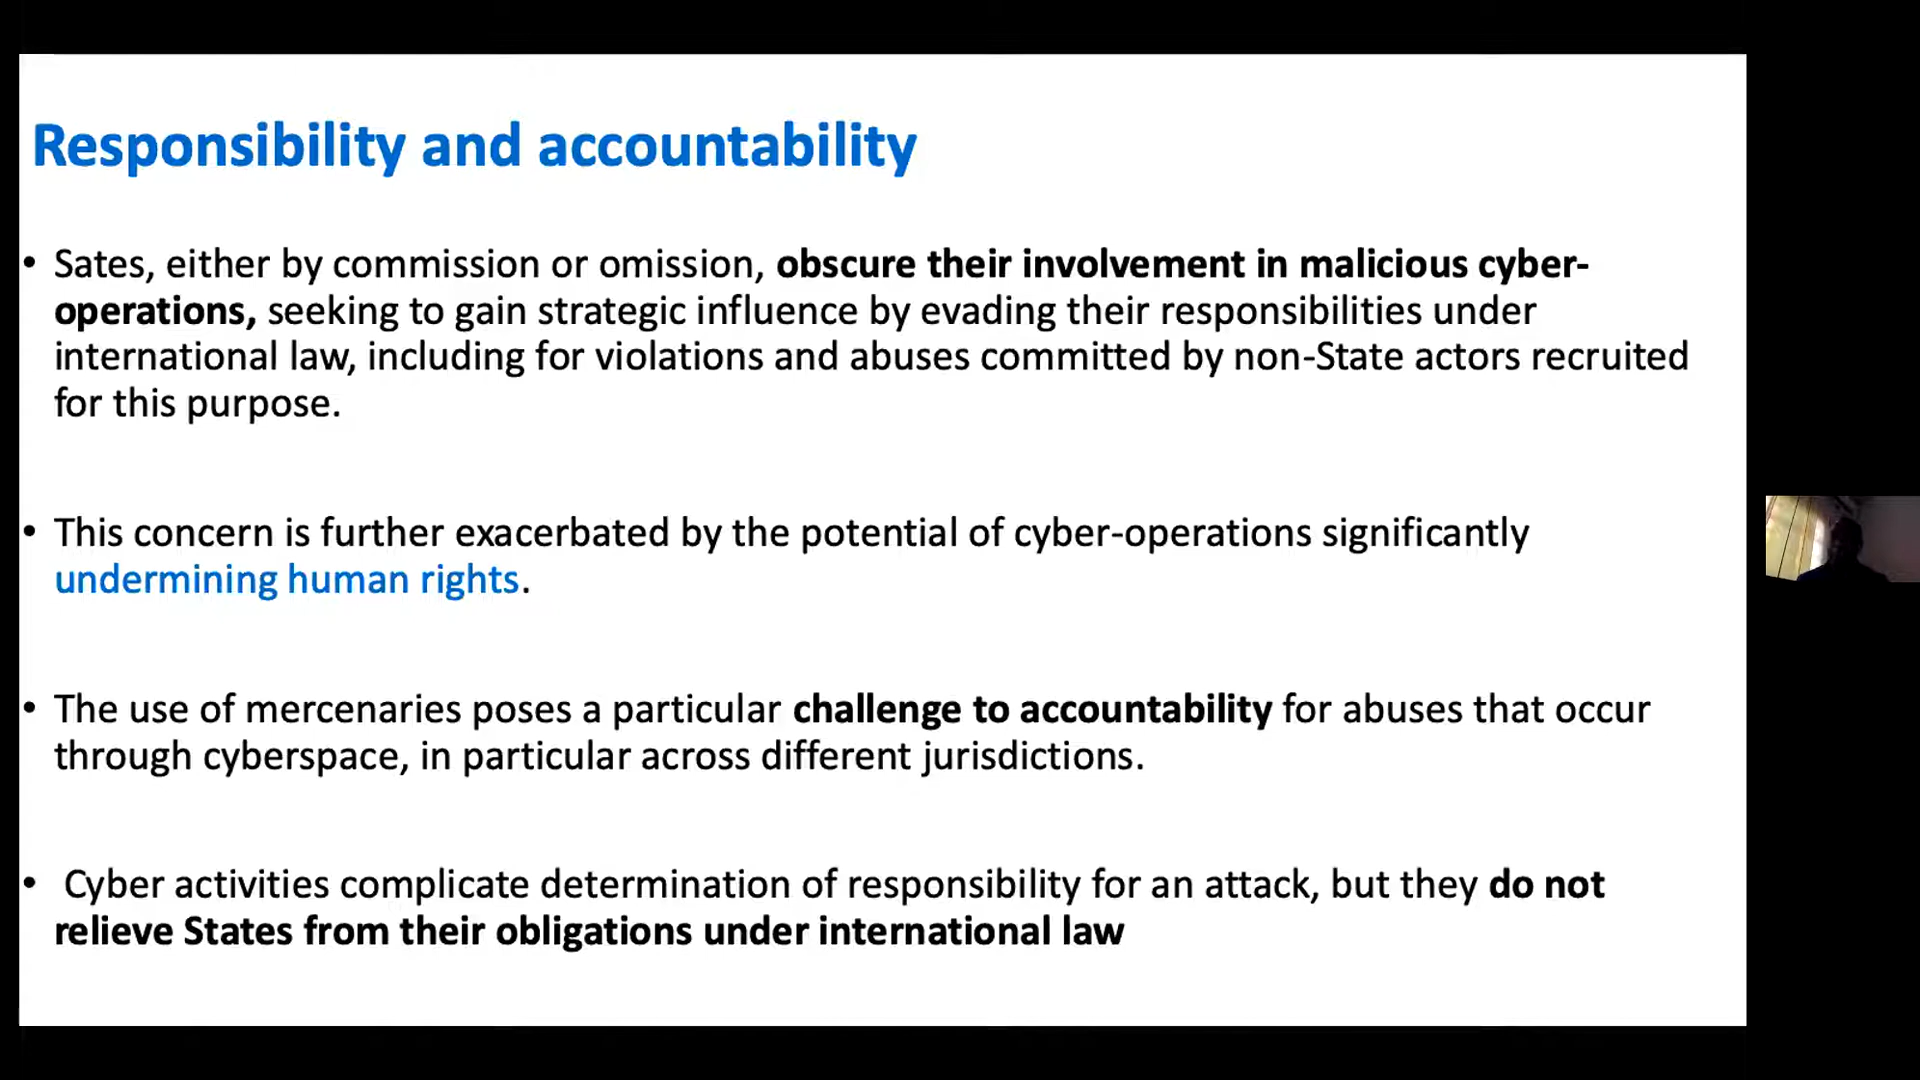 Responsibility and accountability
• Sates, either by commission or omission, obscure their involvement in malicious cyber-
operations, seeking to gain strategic influence by evading their responsibilities under
international law, including for violations and abuses committed by non-State actors recruited
for this purpose.
• This concern is further exacerbated by the potential of cyber-operations significantly
undermining human rights.
• The use of mercenaries poses a particular challenge to accountability for abuses that occur
through cyberspace, in particular across different jurisdictions.
• Cyber activities complicate determination of responsibility for an attack, but they do not
relieve States from their obligations under international law